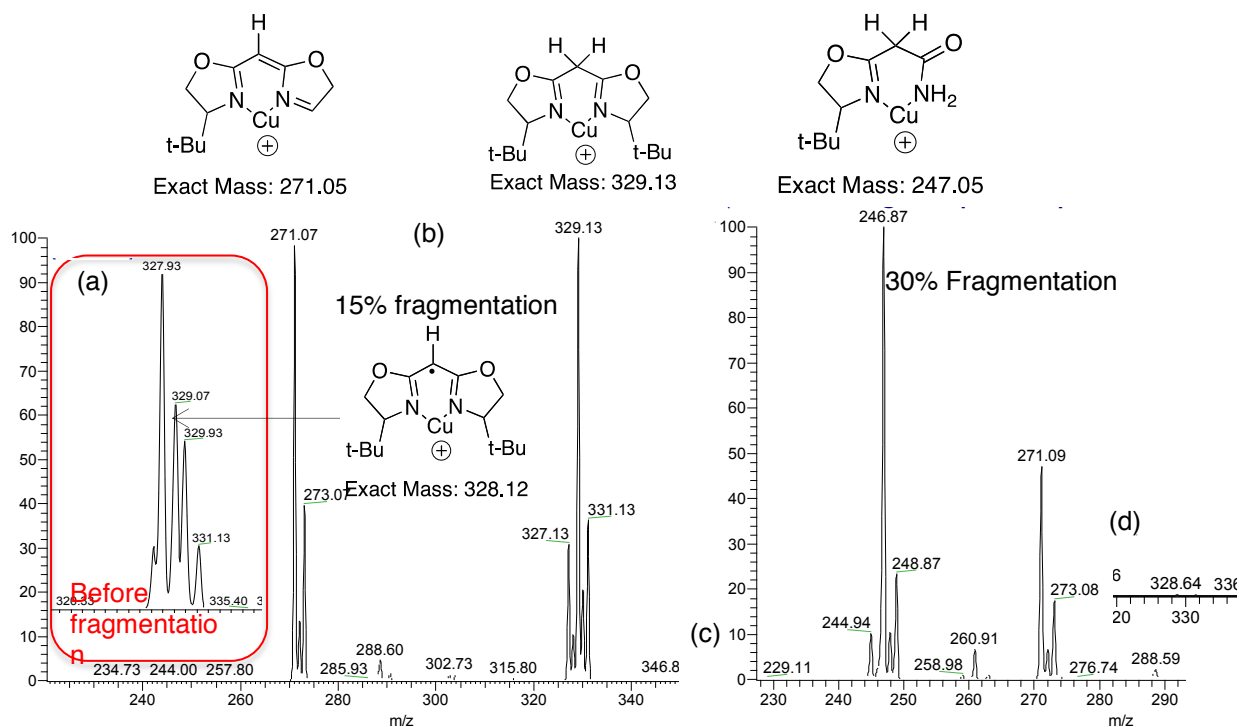 H
O
O
N
N
Cu
t-Bu
+
Exact Mass: 271.05
H H
O
O
N
N
Cu
t-Bu
+
t-Bu
Exact Mass: 329.13
H H
O
O
N
NH2
Cu
t-Bu
+
Exact Mass: 247.05
(a)
327.93
329.07
329.93
331.13
335.40
Before
fragmentatio
n
(b)
271.07
329.13
15% fragmentation
H
O
O
N
N
Cu
t-Bu
+
t-Bu
Exact Mass: 328.12
273.07
327.13
331.13
288.60
285.93
302.73
315.80
346.8
234.73 244.00 257.80
100
90
80
70
60
50
40
30
20
10
0
240 260 280 300 320 340
m/z
(c)
246.87
30% Fragmentation
271.09
248.87
273.08
244.94
260.91
229.11
258.98
276.74
288.59
100
90
80
70
60
50
40
30
20
10
0
230 240 250 260 270 280 290
m/z
(d)
6 328.64 336
20 330